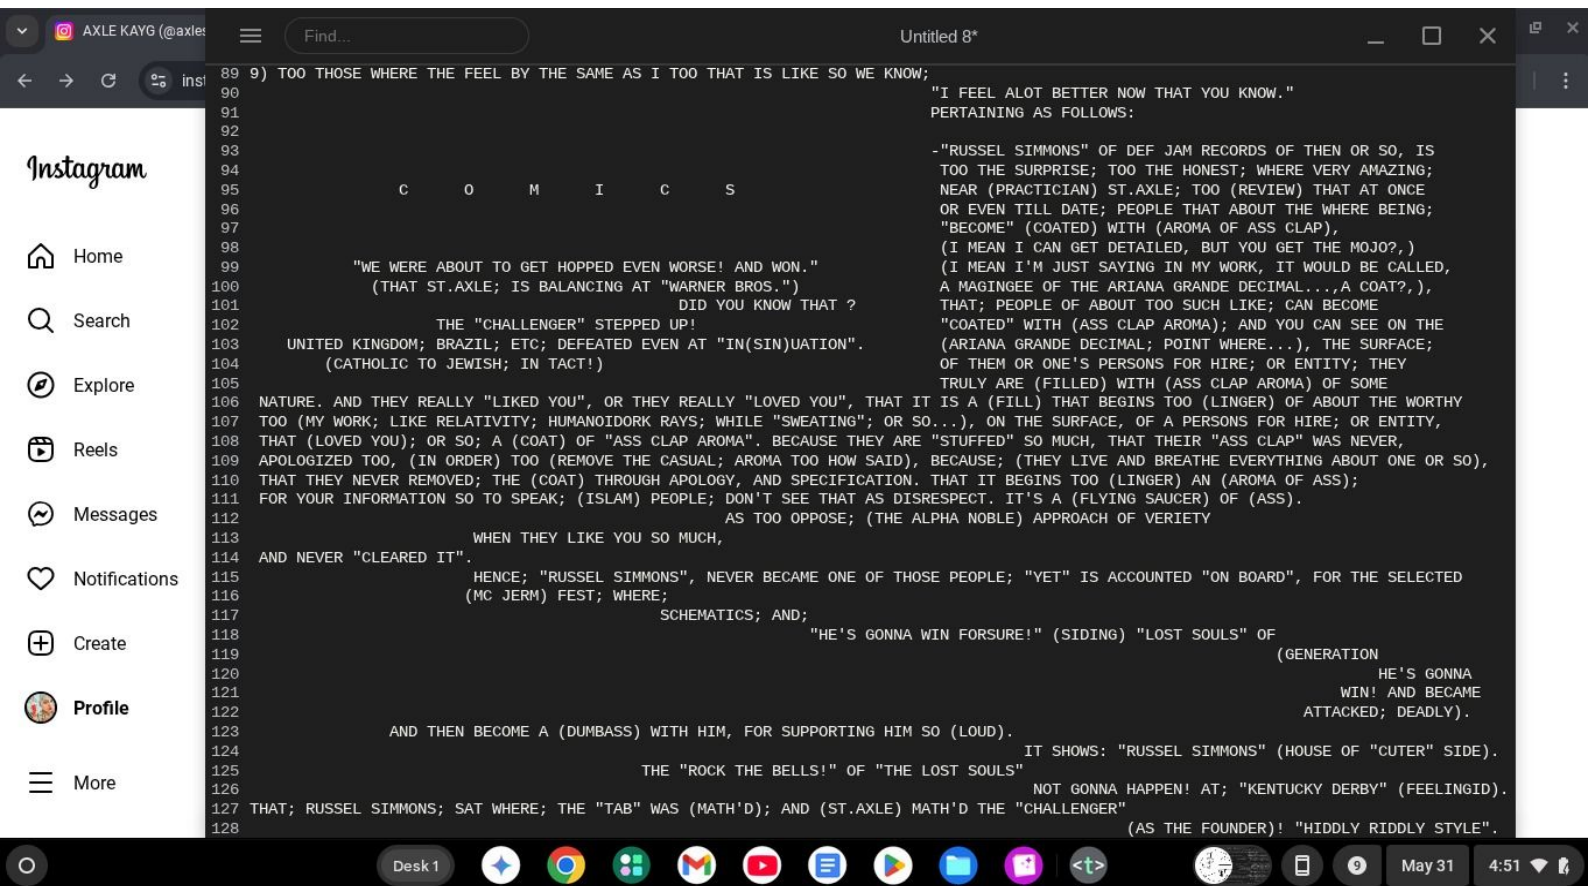 AXLE KAYG (@axles
Find...
Untitled 8*
inst
Instagram
Home
Search
Explore
Reels
Messages
Notifications
Create
Profile
More
89 9) TOO THOSE WHERE THE FEEL BY THE SAME AS I TOO THAT IS LIKE SO WE KNOW;
90 "I FEEL ALOT BETTER NOW THAT YOU KNOW."
91 PERTAINING AS FOLLOWS:
92
93 -"RUSSEL SIMMONS" OF DEF JAM RECORDS OF THEN OR SO, IS
94 TOO THE SURPRISE; TOO THE HONEST; WHERE VERY AMAZING;
95 C O M I C S NEAR (PRACTICIAN) ST.AXLE; TOO (REVIEW) THAT AT ONCE
96 OR EVEN TILL DATE; PEOPLE THAT ABOUT THE WHERE BEING;
97 "BECOME" (COATED) WITH (AROMA OF ASS CLAP),
98 (I MEAN I CAN GET DETAILED, BUT YOU GET THE MOJO?,)
99 "WE WERE ABOUT TO GET HOPPED EVEN WORSE! AND WON." (I MEAN I'M JUST SAYING IN MY WORK, IT WOULD BE CALLED,
100 (THAT ST.AXLE; IS BALANCING AT "WARNER BROS.") A MAGINGEE OF THE ARIANA GRANDE DECIMAL...,A COAT?,),
101 DID YOU KNOW THAT ? THAT; PEOPLE OF ABOUT TOO SUCH LIKE; CAN BECOME
102 THE "CHALLENGER" STEPPED UP! "COATED" WITH (ASS CLAP AROMA); AND YOU CAN SEE ON THE
103 UNITED KINGDOM; BRAZIL; ETC; DEFEATED EVEN AT "IN(SIN)UATION". (ARIANA GRANDE DECIMAL; POINT WHERE...), THE SURFACE;
104 (CATHOLIC TO JEWISH; IN TACT!) OF THEM OR ONE'S PERSONS FOR HIRE; OR ENTITY; THEY
105 TRULY ARE (FILLED) WITH (ASS CLAP AROMA) OF SOME
106 NATURE. AND THEY REALLY "LIKED YOU", OR THEY REALLY "LOVED YOU", THAT IT IS A (FILL) THAT BEGINS TOO (LINGER) OF ABOUT THE WORTHY
107 TOO (MY WORK; LIKE RELATIVITY; HUMANOIDORK RAYS; WHILE "SWEATING"; OR SO...), ON THE SURFACE, OF A PERSONS FOR HIRE; OR ENTITY,
108 THAT (LOVED YOU); OR SO; A (COAT) OF "ASS CLAP AROMA". BECAUSE THEY ARE "STUFFED" SO MUCH, THAT THEIR "ASS CLAP" WAS NEVER,
109 APOLOGIZED TOO, (IN ORDER) TOO (REMOVE THE CASUAL; AROMA TOO HOW SAID), BECAUSE; (THEY LIVE AND BREATHE EVERYTHING ABOUT ONE OR SO),
110 THAT THEY NEVER REMOVED; THE (COAT) THROUGH APOLOGY, AND SPECIFICATION. THAT IT BEGINS TOO (LINGER) AN (AROMA OF ASS);
111 FOR YOUR INFORMATION SO TO SPEAK; (ISLAM) PEOPLE; DON'T SEE THAT AS DISRESPECT. IT'S A (FLYING SAUCER) OF (ASS).
112 AS TOO OPPOSE; (THE ALPHA NOBLE) APPROACH OF VERIETY
113 WHEN THEY LIKE YOU SO MUCH,
114 AND NEVER "CLEARED IT".
115 HENCE; "RUSSEL SIMMONS", NEVER BECAME ONE OF THOSE PEOPLE; "YET" IS ACCOUNTED "ON BOARD", FOR THE SELECTED
116 (MC JERM) FEST; WHERE;
117 SCHEMATICS; AND;
118 "HE'S GONNA WIN FORSURE!" (SIDING) "LOST SOULS" OF
119 (GENERATION
120 HE'S GONNA
121 WIN! AND BECAME
122 ATTACKED; DEADLY).
123 AND THEN BECOME A (DUMBASS) WITH HIM, FOR SUPPORTING HIM SO (LOUD).
124 IT SHOWS: "RUSSEL SIMMONS" (HOUSE OF "CUTER" SIDE).
125 THE "ROCK THE BELLS!" OF "THE LOST SOULS"
126 NOT GONNA HAPPEN! AT; "KENTUCKY DERBY" (FEELINGID).
127 THAT; RUSSEL SIMMONS; SAT WHERE; THE "TAB" WAS (MATH'D); AND (ST.AXLE) MATH'D THE "CHALLENGER"
128 (AS THE FOUNDER)! "HIDDLY RIDDLY STYLE".
Desk 1
<t>
9
May 31
4:51